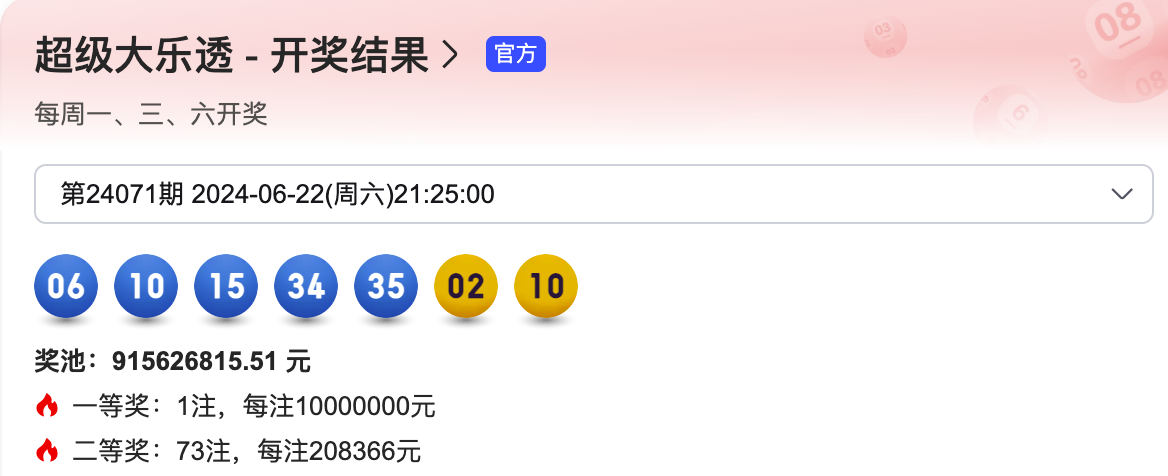 超级大乐透 - 开奖结果 > 官方
每周一、三、六开奖
第24071期 2024-06-22(周六)21:25:00
06 10 15 34 35 02 10
奖池：915626815.51 元
一等奖：1注，每注10000000元
二等奖：73注，每注208366元
03
08
08
6